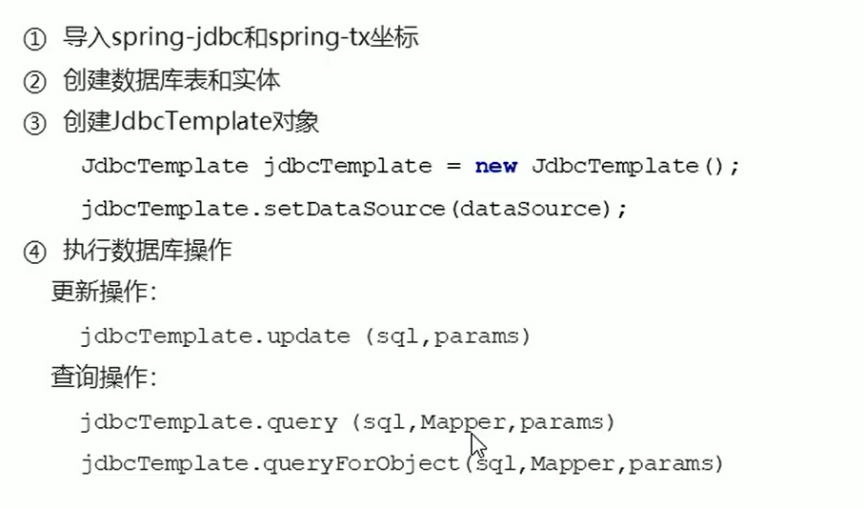 ① 导入spring-jdbc和spring-tx坐标
② 创建数据库表和实体
③ 创建JdbcTemplate对象
JdbcTemplate jdbcTemplate = new JdbcTemplate();
jdbcTemplate.setDataSource(dataSource);
④ 执行数据库操作
更新操作：
jdbcTemplate.update (sql,params)
查询操作：
jdbcTemplate.query (sql,Mapper,params)
jdbcTemplate.queryForObject(sql,Mapper,params)